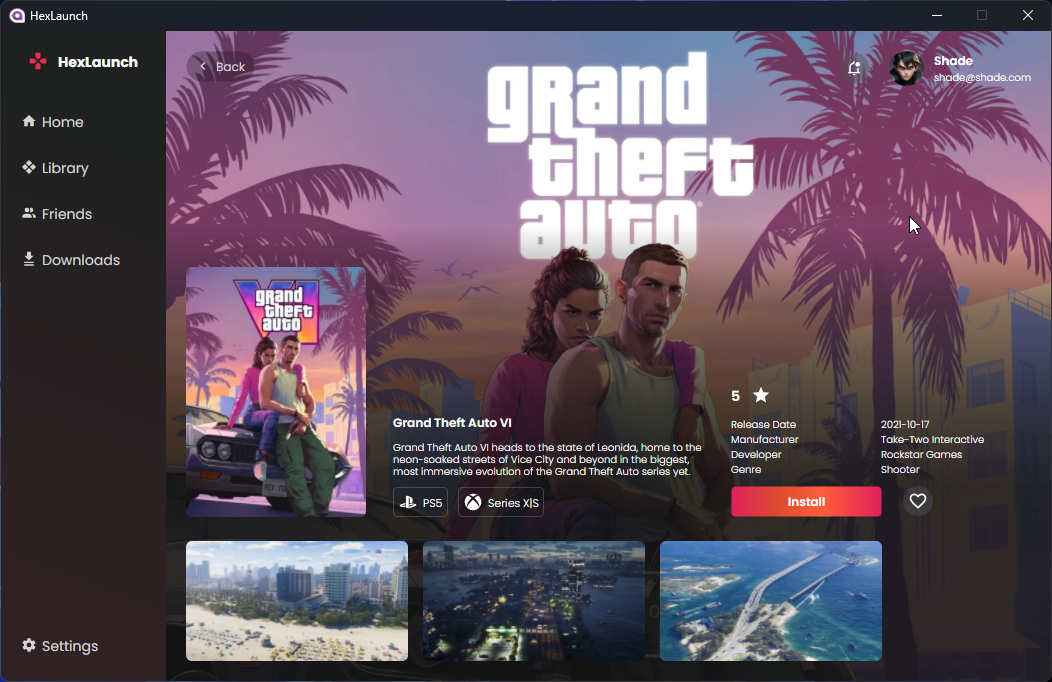 HexLaunch
HexLaunch
Back
Shade
shade@shade.com
Home
Library
Friends
Downloads
Settings
grand
theft
auto
grand
theft
auto
VI
Grand Theft Auto VI
Grand Theft Auto VI heads to the state of Leonida, home to the
neon-soaked streets of Vice City and beyond in the biggest,
most immersive evolution of the Grand Theft Auto series yet.
PS5
Series X|S
5
Release Date 2021-10-17
Manufacturer Take-Two Interactive
Developer Rockstar Games
Genre Shooter
Install